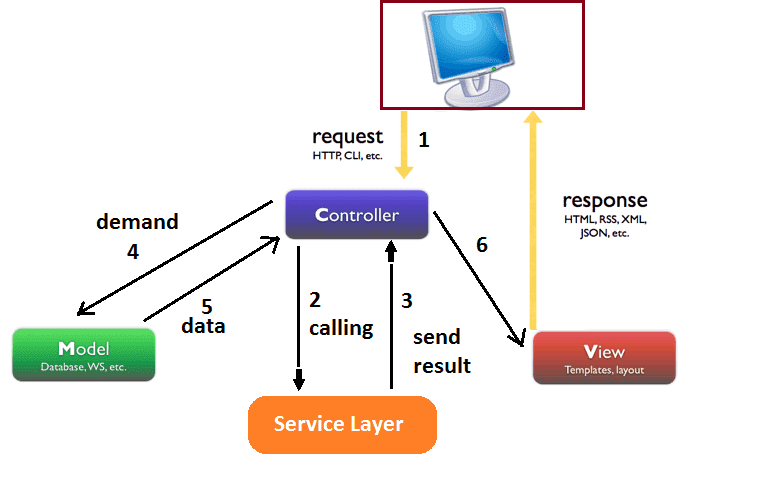 request
HTTP, CLI, etc.
1
Controller
response
HTML, RSS, XML,
JSON, etc.
demand
4
6
5
data
2
calling
3
send
result
Model
Database, WS, etc.
View
Templates, layout
Service Layer